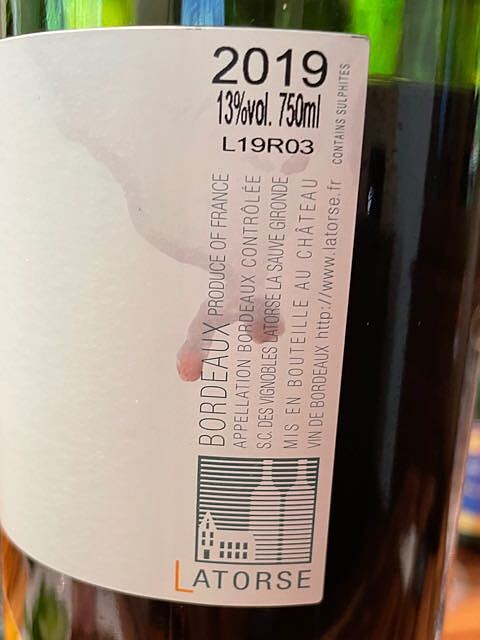 2019
13%vol. 750ml
L19R03
CONTAINS SULPHITES
BORDEAUX PRODUCE OF FRANCE
APPELLATION BORDEAUX CONTRÔLÉE
S.C. DES VIGNOBLES LATORSE LA SAUVE GIRONDE
MIS EN BOUTEILLE AU CHÂTEAU
VIN DE BORDEAUX http://www.latorse.fr
LATORSE